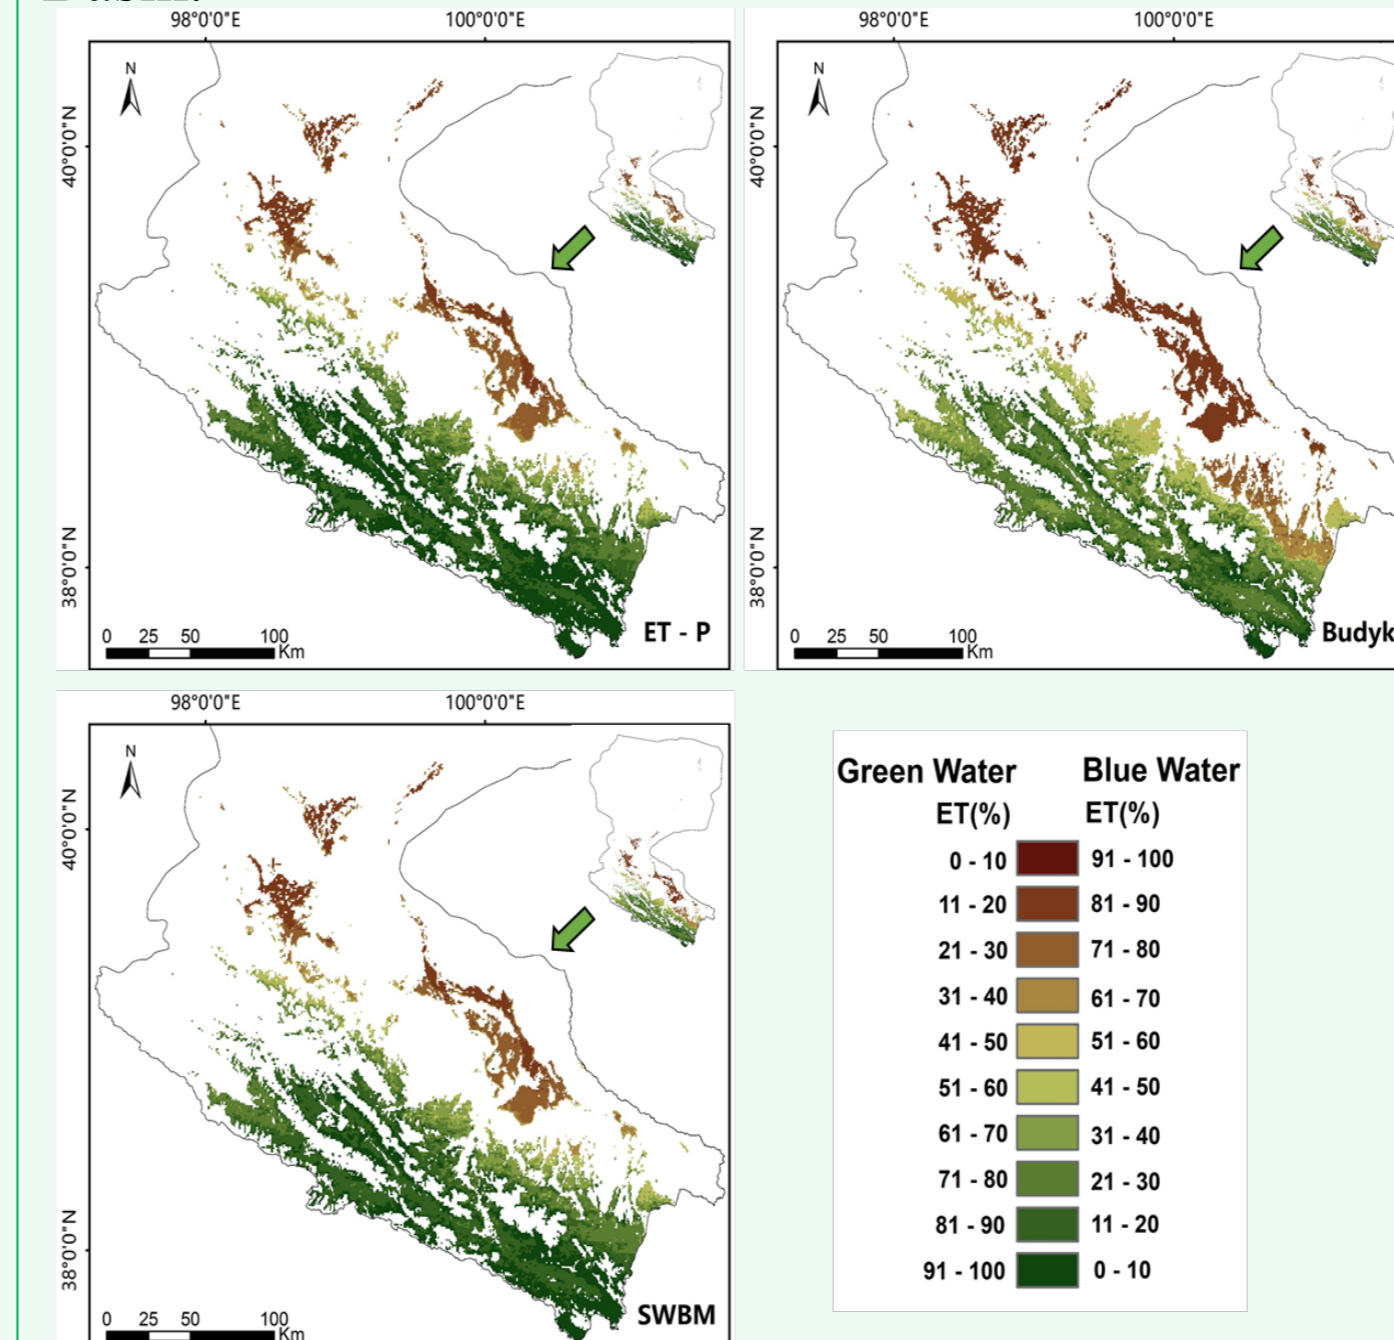 98°0'0"E 100°0'0"E
N
40°0'0"N
38°0'0"N
0 25 50 100
Km
ET - P
98°0'0"E 100°0'0"E
N
40°0'0"N
38°0'0"N
0 25 50 100
Km
Budyk
98°0'0"E 100°0'0"E
N
40°0'0"N
38°0'0"N
0 25 50 100
Km
SWBM
Green Water Blue Water
ET(%) ET(%)
0 - 10 91 - 100
11 - 20 81 - 90
21 - 30 71 - 80
31 - 40 61 - 70
41 - 50 51 - 60
51 - 60 41 - 50
61 - 70 31 - 40
71 - 80 21 - 30
81 - 90 11 - 20
91 - 100 0 - 10